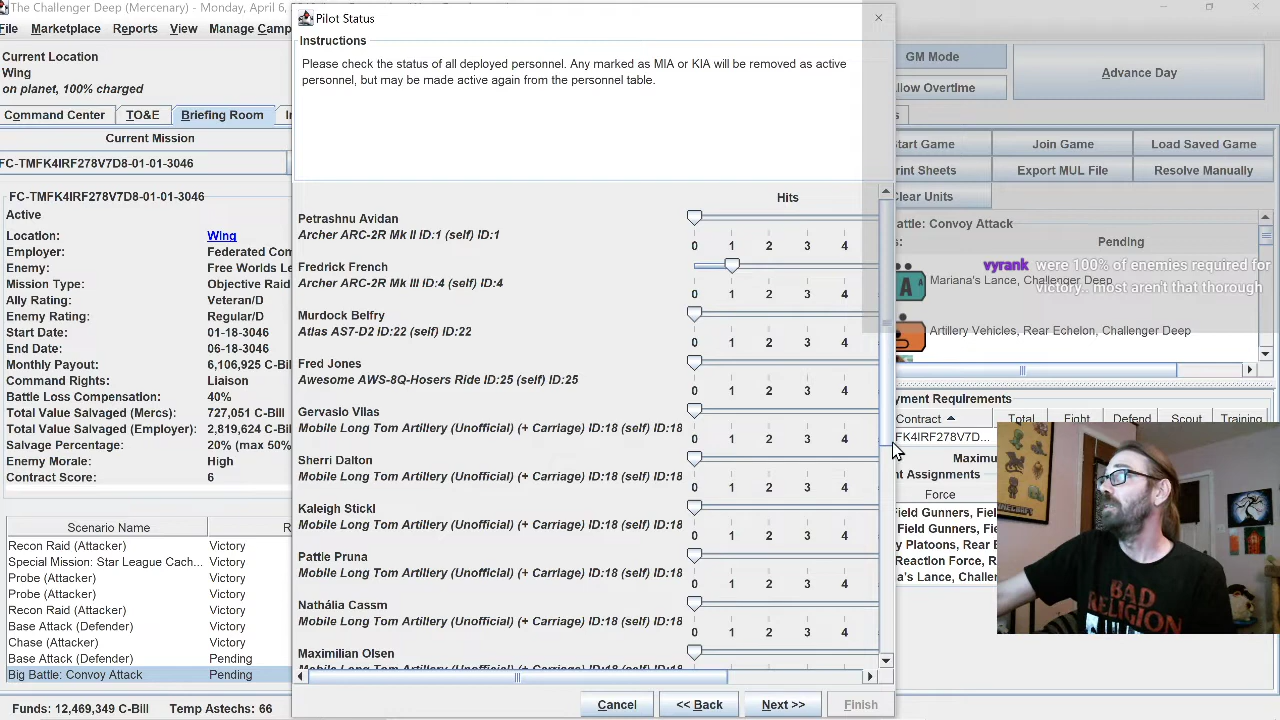 The Challenger Deep (Mercenary) - Monday, April 6,
File Marketplace Reports View Manage Camp
Current Location
Wing
on planet, 100% charged
Command Center TO&E Briefing Room
Current Mission
FC-TMFK4IRF278V7D8-01-01-3046
FC-TMFK4IRF278V7D8-01-01-3046
Active
Location: Wing
Employer: Federated Com
Enemy: Free Worlds Le
Mission Type: Objective Raid
Ally Rating: Veteran/D
Enemy Rating: Regular/D
Start Date: 01-18-3046
End Date: 06-18-3046
Monthly Payout: 6,106,925 C-Bill
Command Rights: Liaison
Battle Loss Compensation: 40%
Total Value Salvaged (Mercs): 727,051 C-Bill
Total Value Salvaged (Employer): 2,819,624 C-Bill
Salvage Percentage: 20% (max 50%
Enemy Morale: High
Contract Score: 6
Scenario Name R
Recon Raid (Attacker) Victory
Special Mission: Star League Cach... Victory
Probe (Attacker) Victory
Probe (Attacker) Victory
Recon Raid (Attacker) Victory
Base Attack (Defender) Victory
Chase (Attacker) Victory
Base Attack (Defender) Pending
Big Battle: Convoy Attack Pending
Funds: 12,469,349 C-Bill Temp Astechs: 66
Pilot Status
Instructions
Please check the status of all deployed personnel. Any marked as MIA or KIA will be removed as active
personnel, but may be made active again from the personnel table.
Hits
Petrashnu Avidan
Archer ARC-2R Mk II ID:1 (self) ID:1
0 1 2 3 4
Fredrick French
Archer ARC-2R Mk III ID:4 (self) ID:4
0 1 2 3 4
Murdock Belfry
Atlas AS7-D2 ID:22 (self) ID:22
0 1 2 3 4
Fred Jones
Awesome AWS-8Q-Hosers Ride ID:25 (self) ID:25
0 1 2 3 4
Gervasio Vilas
Mobile Long Tom Artillery (Unofficial) (+ Carriage) ID:18 (self) ID:18
0 1 2 3 4
Sherri Dalton
Mobile Long Tom Artillery (Unofficial) (+ Carriage) ID:18 (self) ID:18
0 1 2 3 4
Kaleigh Stickl
Mobile Long Tom Artillery (Unofficial) (+ Carriage) ID:18 (self) ID:18
0 1 2 3 4
Pattie Pruna
Mobile Long Tom Artillery (Unofficial) (+ Carriage) ID:18 (self) ID:18
0 1 2 3 4
Nathália Cassm
Mobile Long Tom Artillery (Unofficial) (+ Carriage) ID:18 (self) ID:18
0 1 2 3 4
Maximilian Olsen
Mobile Long Tom Artillery (Unofficial) (+ Carriage) ID:18 (self) ID:18
Cancel << Back Next >> Finish
GM Mode
llow Overtime
Advance Day
tart Game Join Game Load Saved Game
rint Sheets Export MUL File Resolve Manually
Clear Units
attle: Convoy Attack
s: Pending
vyrank were 100% of enemies required for
victory.. most aren't that thorough
A Mariana's Lance, Challenger Deep
Artillery Vehicles, Rear Echelon, Challenger Deep
yment Requirements
Contract Total Fight Defend Scout Training
FK4IRF278V7D...
Maximu
nt Assignments
Force
Field Gunners, Fie
Field Gunners, Fie
y Platoons, Rear E
Reaction Force, R
a's Lance, Challen
MINECRAFT
BAD
RELIGION